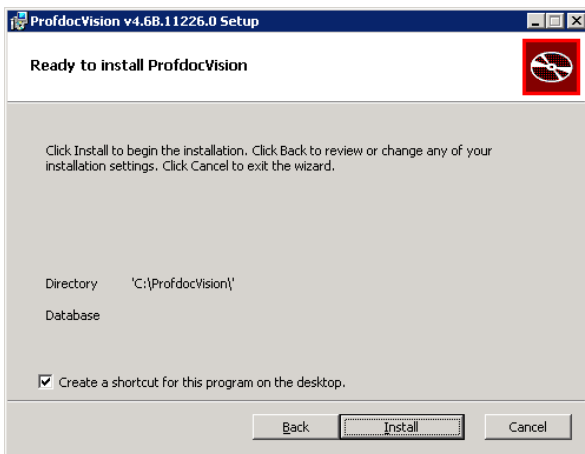 ProfdocVision v4.6B.11226.0 Setup
Ready to install ProfdocVision
Click Install to begin the installation. Click Back to review or change any of your
installation settings. Click Cancel to exit the wizard.
Directory 'C:\ProfdocVision\'
Database
Create a shortcut for this program on the desktop.
Back Install Cancel